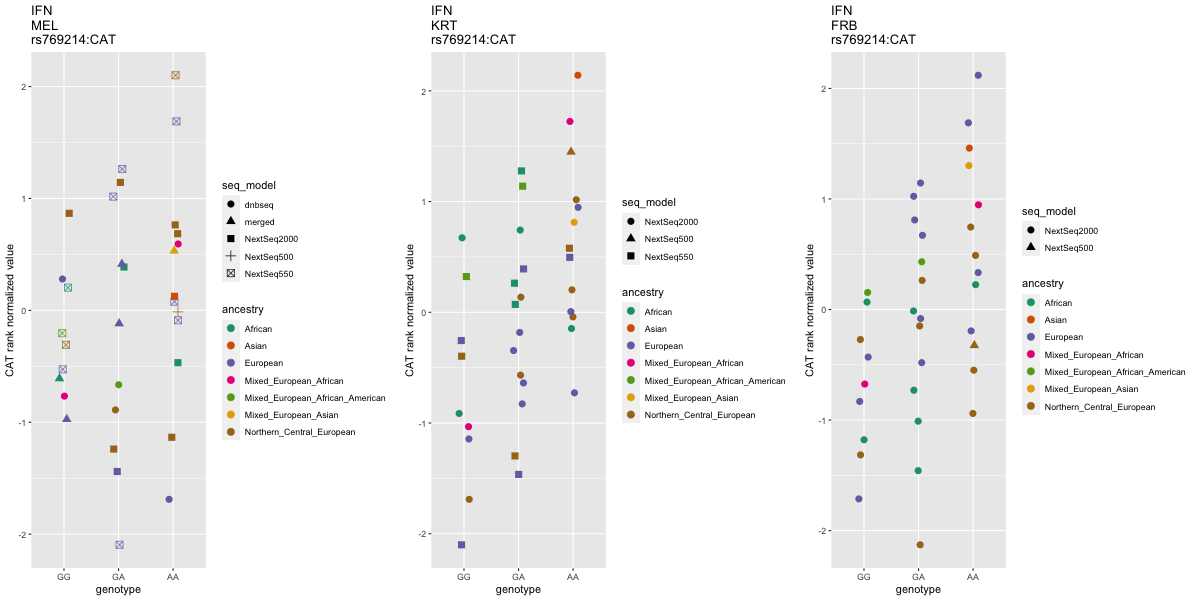 IFN
MEL
rs769214:CAT
CAT rank normalized value
2
1
0
-1
-2
GG
GA
AA
genotype
seq_model
dnbseq
merged
NextSeq2000
NextSeq500
NextSeq550
ancestry
African
Asian
European
Mixed_European_African
Mixed_European_African_American
Mixed_European_Asian
Northern_Central_European
IFN
KRT
rs769214:CAT
CAT rank normalized value
2
1
0
-1
-2
GG
GA
AA
genotype
seq_model
NextSeq2000
NextSeq500
NextSeq550
ancestry
African
Asian
European
Mixed_European_African
Mixed_European_African_American
Mixed_European_Asian
Northern_Central_European
IFN
FRB
rs769214:CAT
CAT rank normalized value
2
1
0
-1
-2
GG
GA
AA
genotype
seq_model
NextSeq2000
NextSeq500
ancestry
African
Asian
European
Mixed_European_African
Mixed_European_African_American
Mixed_European_Asian
Northern_Central_European